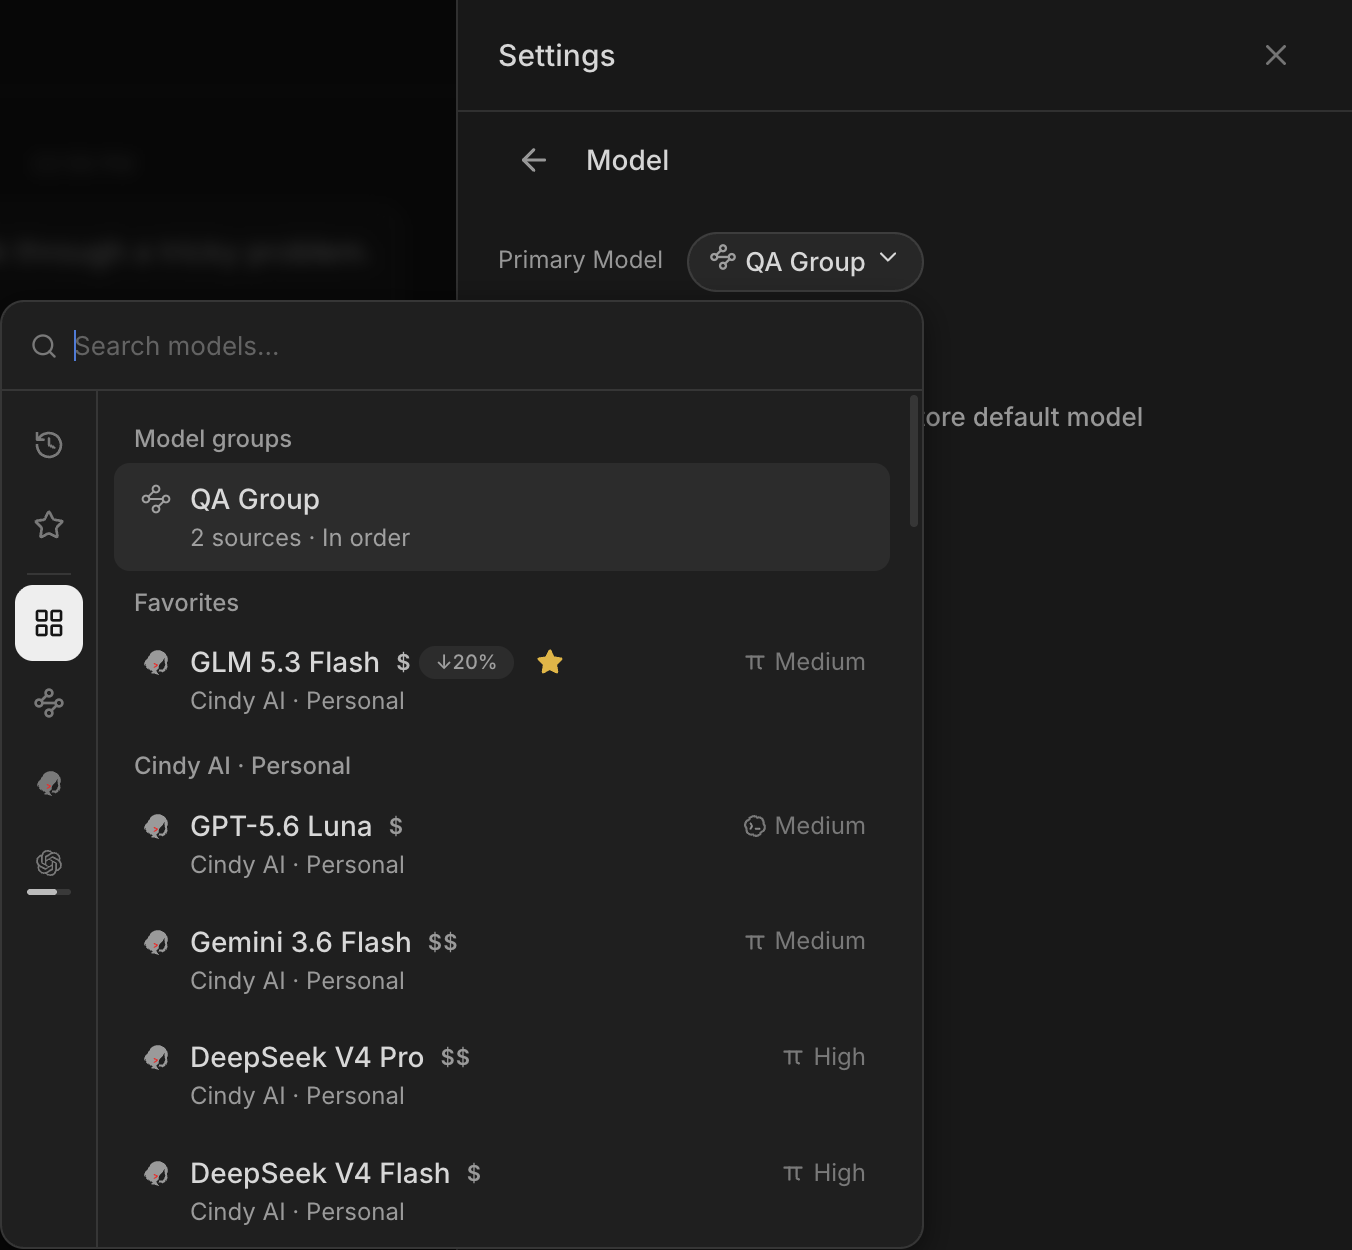 Settings
Model
Primary Model QA Group
Search models...
ore default model
Model groups
QA Group
2 sources · In order
Favorites
GLM 5.3 Flash $ ↓20% π Medium
Cindy AI · Personal
Cindy AI · Personal
GPT-5.6 Luna $ Medium
Cindy AI · Personal
Gemini 3.6 Flash $$ π Medium
Cindy AI · Personal
DeepSeek V4 Pro $$ π High
Cindy AI · Personal
DeepSeek V4 Flash $ π High
Cindy AI · Personal